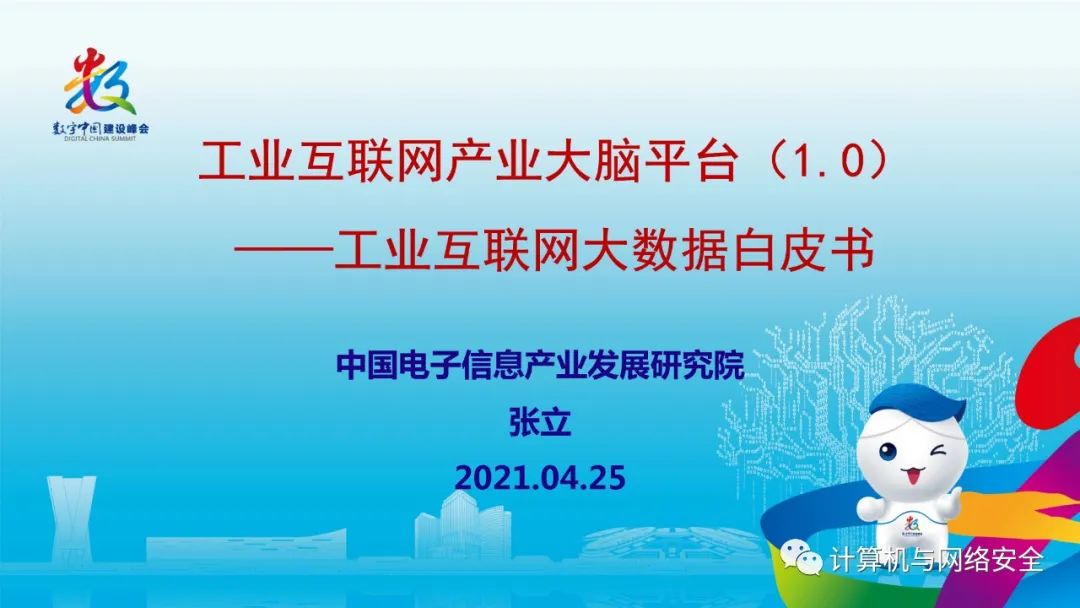 数字中国建设峰会
DIGITAL CHINA SUMMIT
工业互联网产业大脑平台（1.0）
——工业互联网大数据白皮书
中国电子信息产业发展研究院
张立
2021.04.25
计算机与网络安全